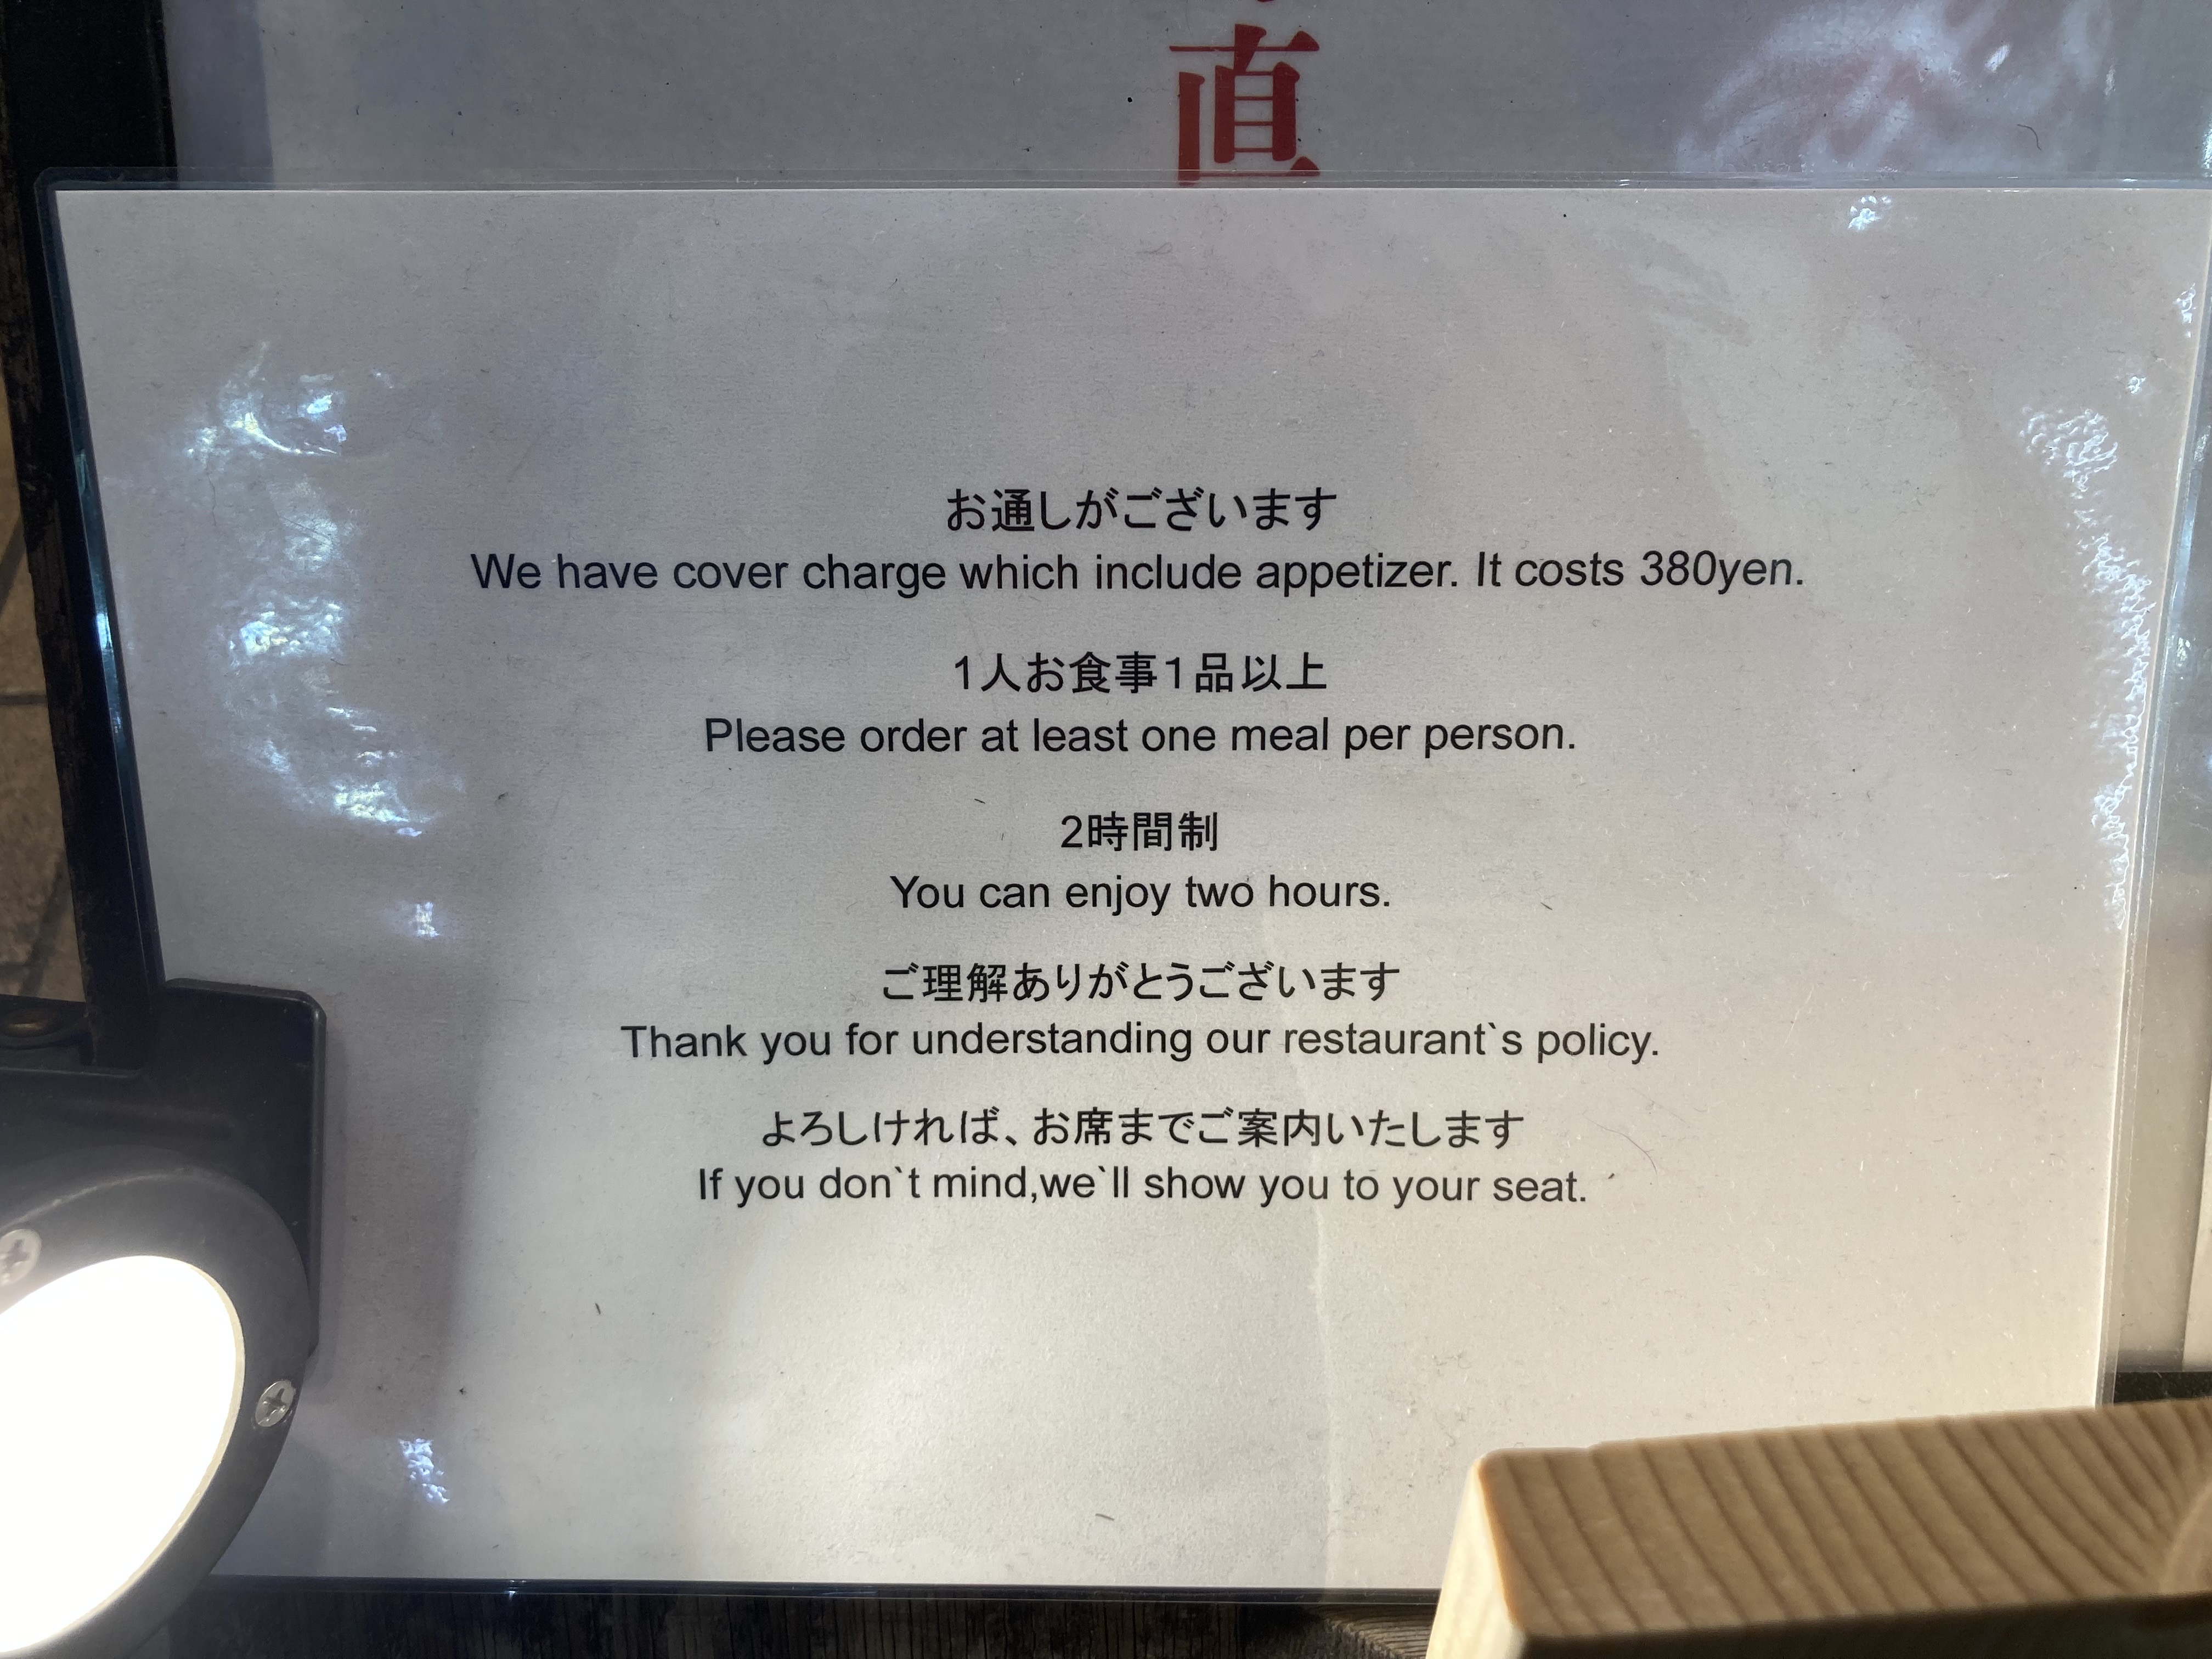 直
お通しがございます
We have cover charge which include appetizer. It costs 380yen.
1人お食事1品以上
Please order at least one meal per person.
2時間制
You can enjoy two hours.
ご理解ありがとうございます
Thank you for understanding our restaurant`s policy.
よろしければ、お席までご案内いたします
If you don`t mind,we`ll show you to your seat.